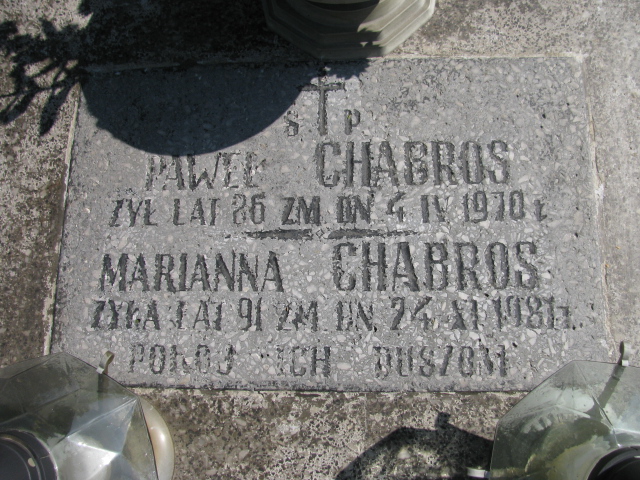 Ś P
PAWEŁ CHABROS
ŻYŁ LAT 86 ZM. DN. 4 IV 1970 r.
MARIANNA CHABROS
ŻYŁA LAT 91 ZM. DN. 24 XI 1981 r.
POKÓJ ICH DUSZOM